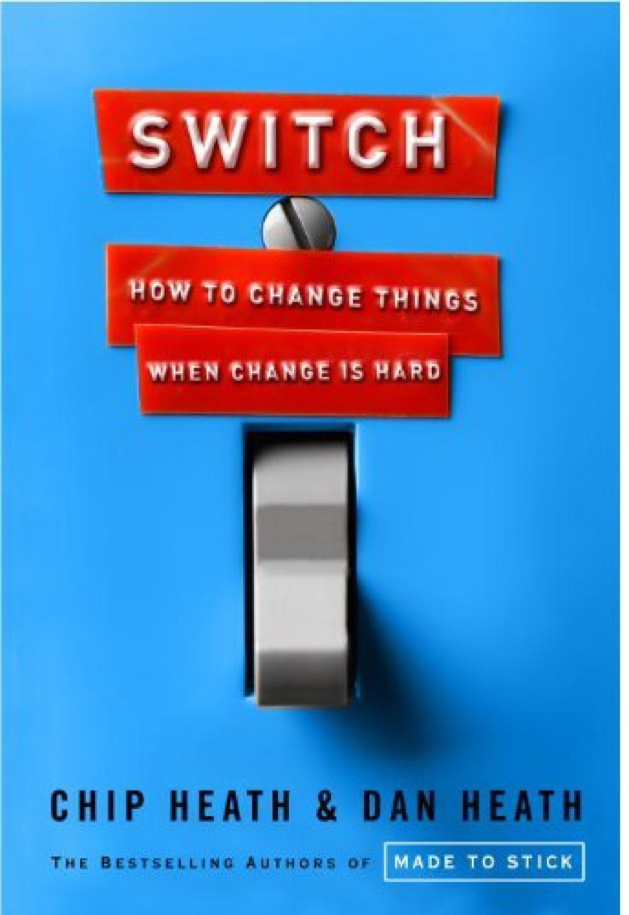 SWITCH
HOW TO CHANGE THINGS
WHEN CHANGE IS HARD
CHIP HEATH & DAN HEATH
THE BESTSELLING AUTHORS OF MADE TO STICK